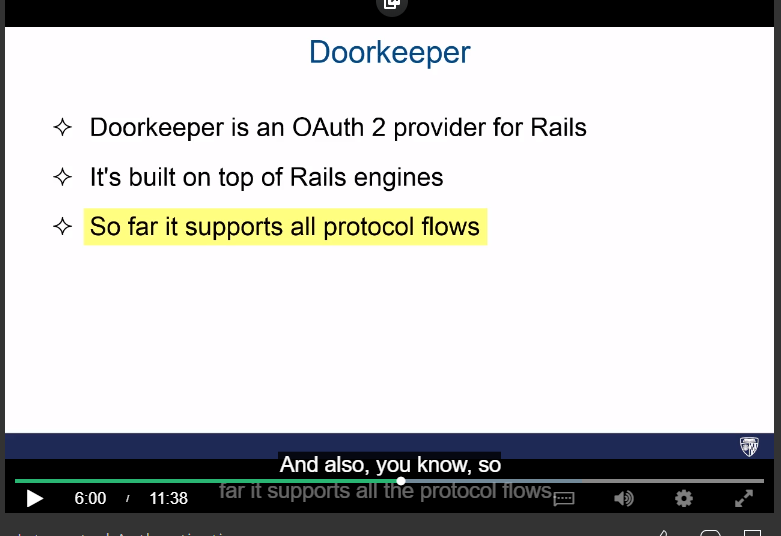 Doorkeeper
Doorkeeper is an OAuth 2 provider for Rails
It's built on top of Rails engines
So far it supports all protocol flows
And also, you know, so
far it supports all the protocol flows.
6:00 / 11:38